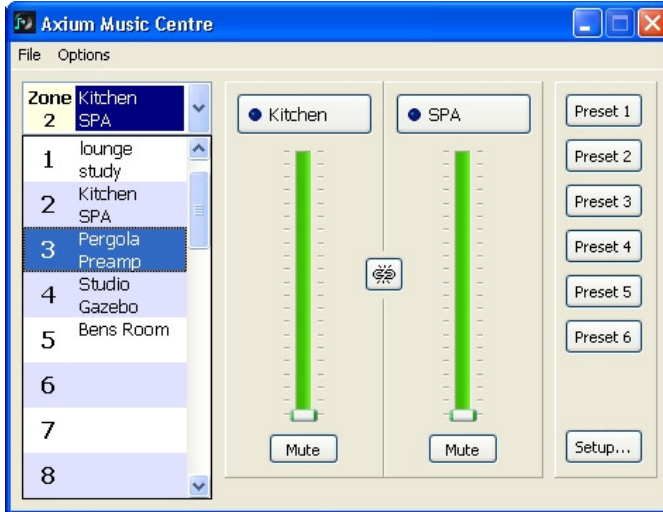 Axium Music Centre
File Options
Zone 2
Kitchen
SPA
1
lounge
study
2
Kitchen
SPA
3
Pergola
Preamp
4
Studio
Gazebo
5
Bens Room
6
7
8
Kitchen
SPA
Mute
Mute
Preset 1
Preset 2
Preset 3
Preset 4
Preset 5
Preset 6
Setup...